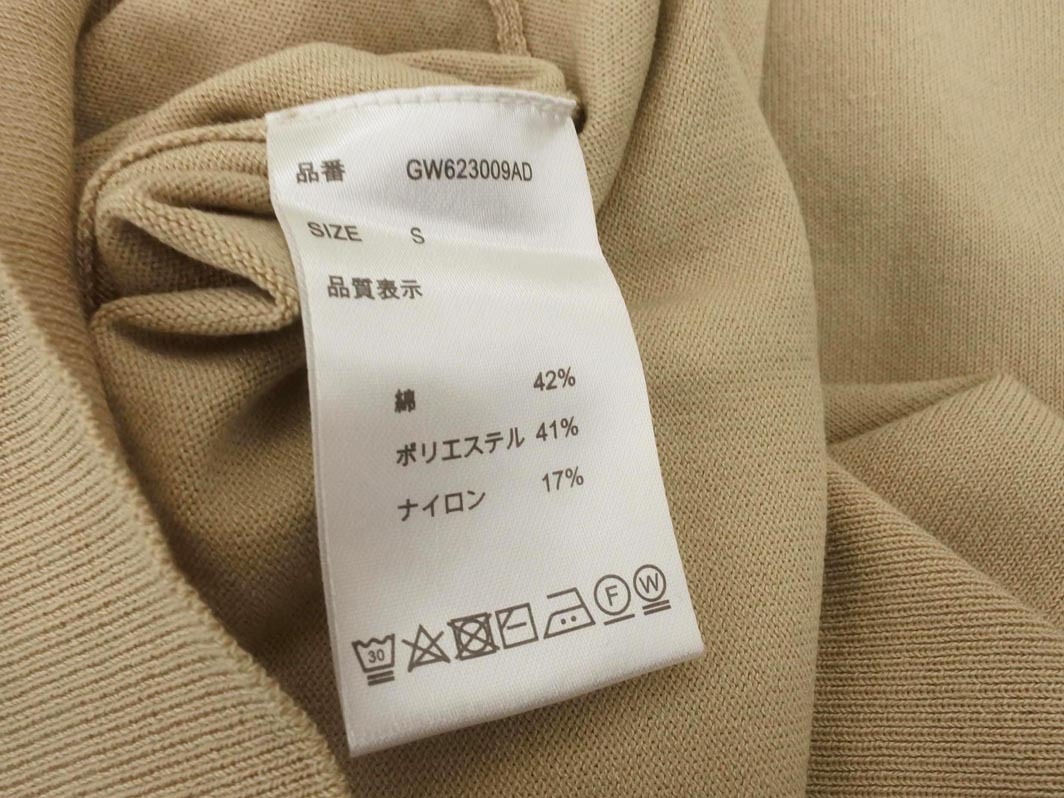 品番 GW623009AD
SIZE S
品質表示
綿 42%
ポリエステル 41%
ナイロン 17%
30 F W